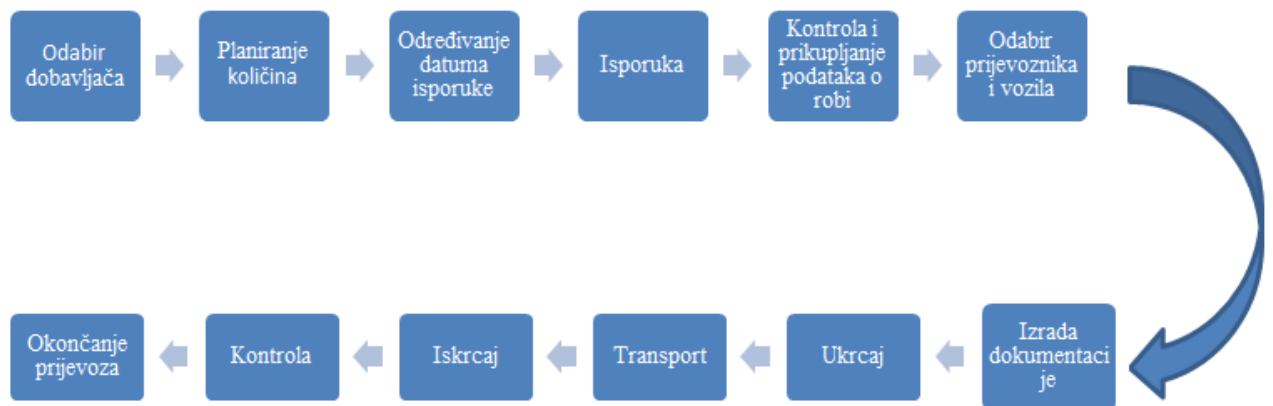 Odabir
dobavljača
Planiranje
količina
Određivanje
datuma
isporuke
Isporuka
Kontrola i
prikupljanje
podataka o
robi
Odabir
prijevoznika
i vozila
Izrada
dokumentaci
je
Ukrcaj
Transport
Iskrcaj
Kontrola
Okončanje
prijevoza